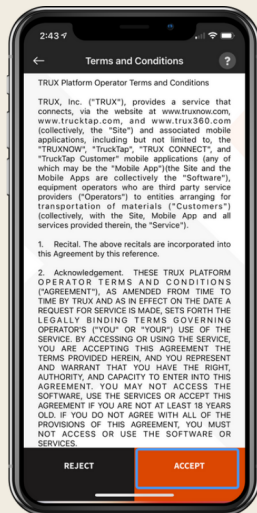 2:43
Terms and Conditions
?
TRUX Platform Operator Terms and Conditions
TRUX, Inc. ("TRUX"), provides a service that
connects, via the website at www.truxnow.com,
www.trucktap.com, and www.trux360.com
(collectively, the "Site") and associated mobile
applications, including but not limited to, the
"TRUXNOW", "TruckTap", "TRUX CONNECT", and
"TruckTap Customer" mobile applications (any of
which may be the "Mobile App")(the Site and the
Mobile Apps are collectively the "Software"),
equipment operators who are third party service
providers ("Operators") to entities arranging for
transportation of materials ("Customers")
(collectively, with the Site, Mobile App and all
services provided therein, the "Service").
1. Recital. The above recitals are incorporated into
this Agreement by this reference.
2. Acknowledgement. THESE TRUX PLATFORM
OPERATOR TERMS AND CONDITIONS
("AGREEMENT"), AS AMENDED FROM TIME TO
TIME BY TRUX AND AS IN EFFECT ON THE DATE A
REQUEST FOR SERVICE IS MADE, SETS FORTH THE
LEGALLY BINDING TERMS GOVERNING
OPERATOR'S ("YOU" OR "YOUR") USE OF THE
SERVICE. BY ACCESSING OR USING THE SERVICE,
YOU ARE ACCEPTING THIS AGREEMENT THE
TERMS PROVIDED HEREIN, AND YOU REPRESENT
AND WARRANT THAT YOU HAVE THE RIGHT,
AUTHORITY, AND CAPACITY TO ENTER INTO THIS
AGREEMENT. YOU MAY NOT ACCESS THE
SOFTWARE, USE THE SERVICES OR ACCEPT THIS
AGREEMENT IF YOU ARE NOT AT LEAST 18 YEARS
OLD. IF YOU DO NOT AGREE WITH ALL OF THE
PROVISIONS OF THIS AGREEMENT, YOU MUST
NOT ACCESS OR USE THE SOFTWARE OR
SERVICES.
REJECT ACCEPT